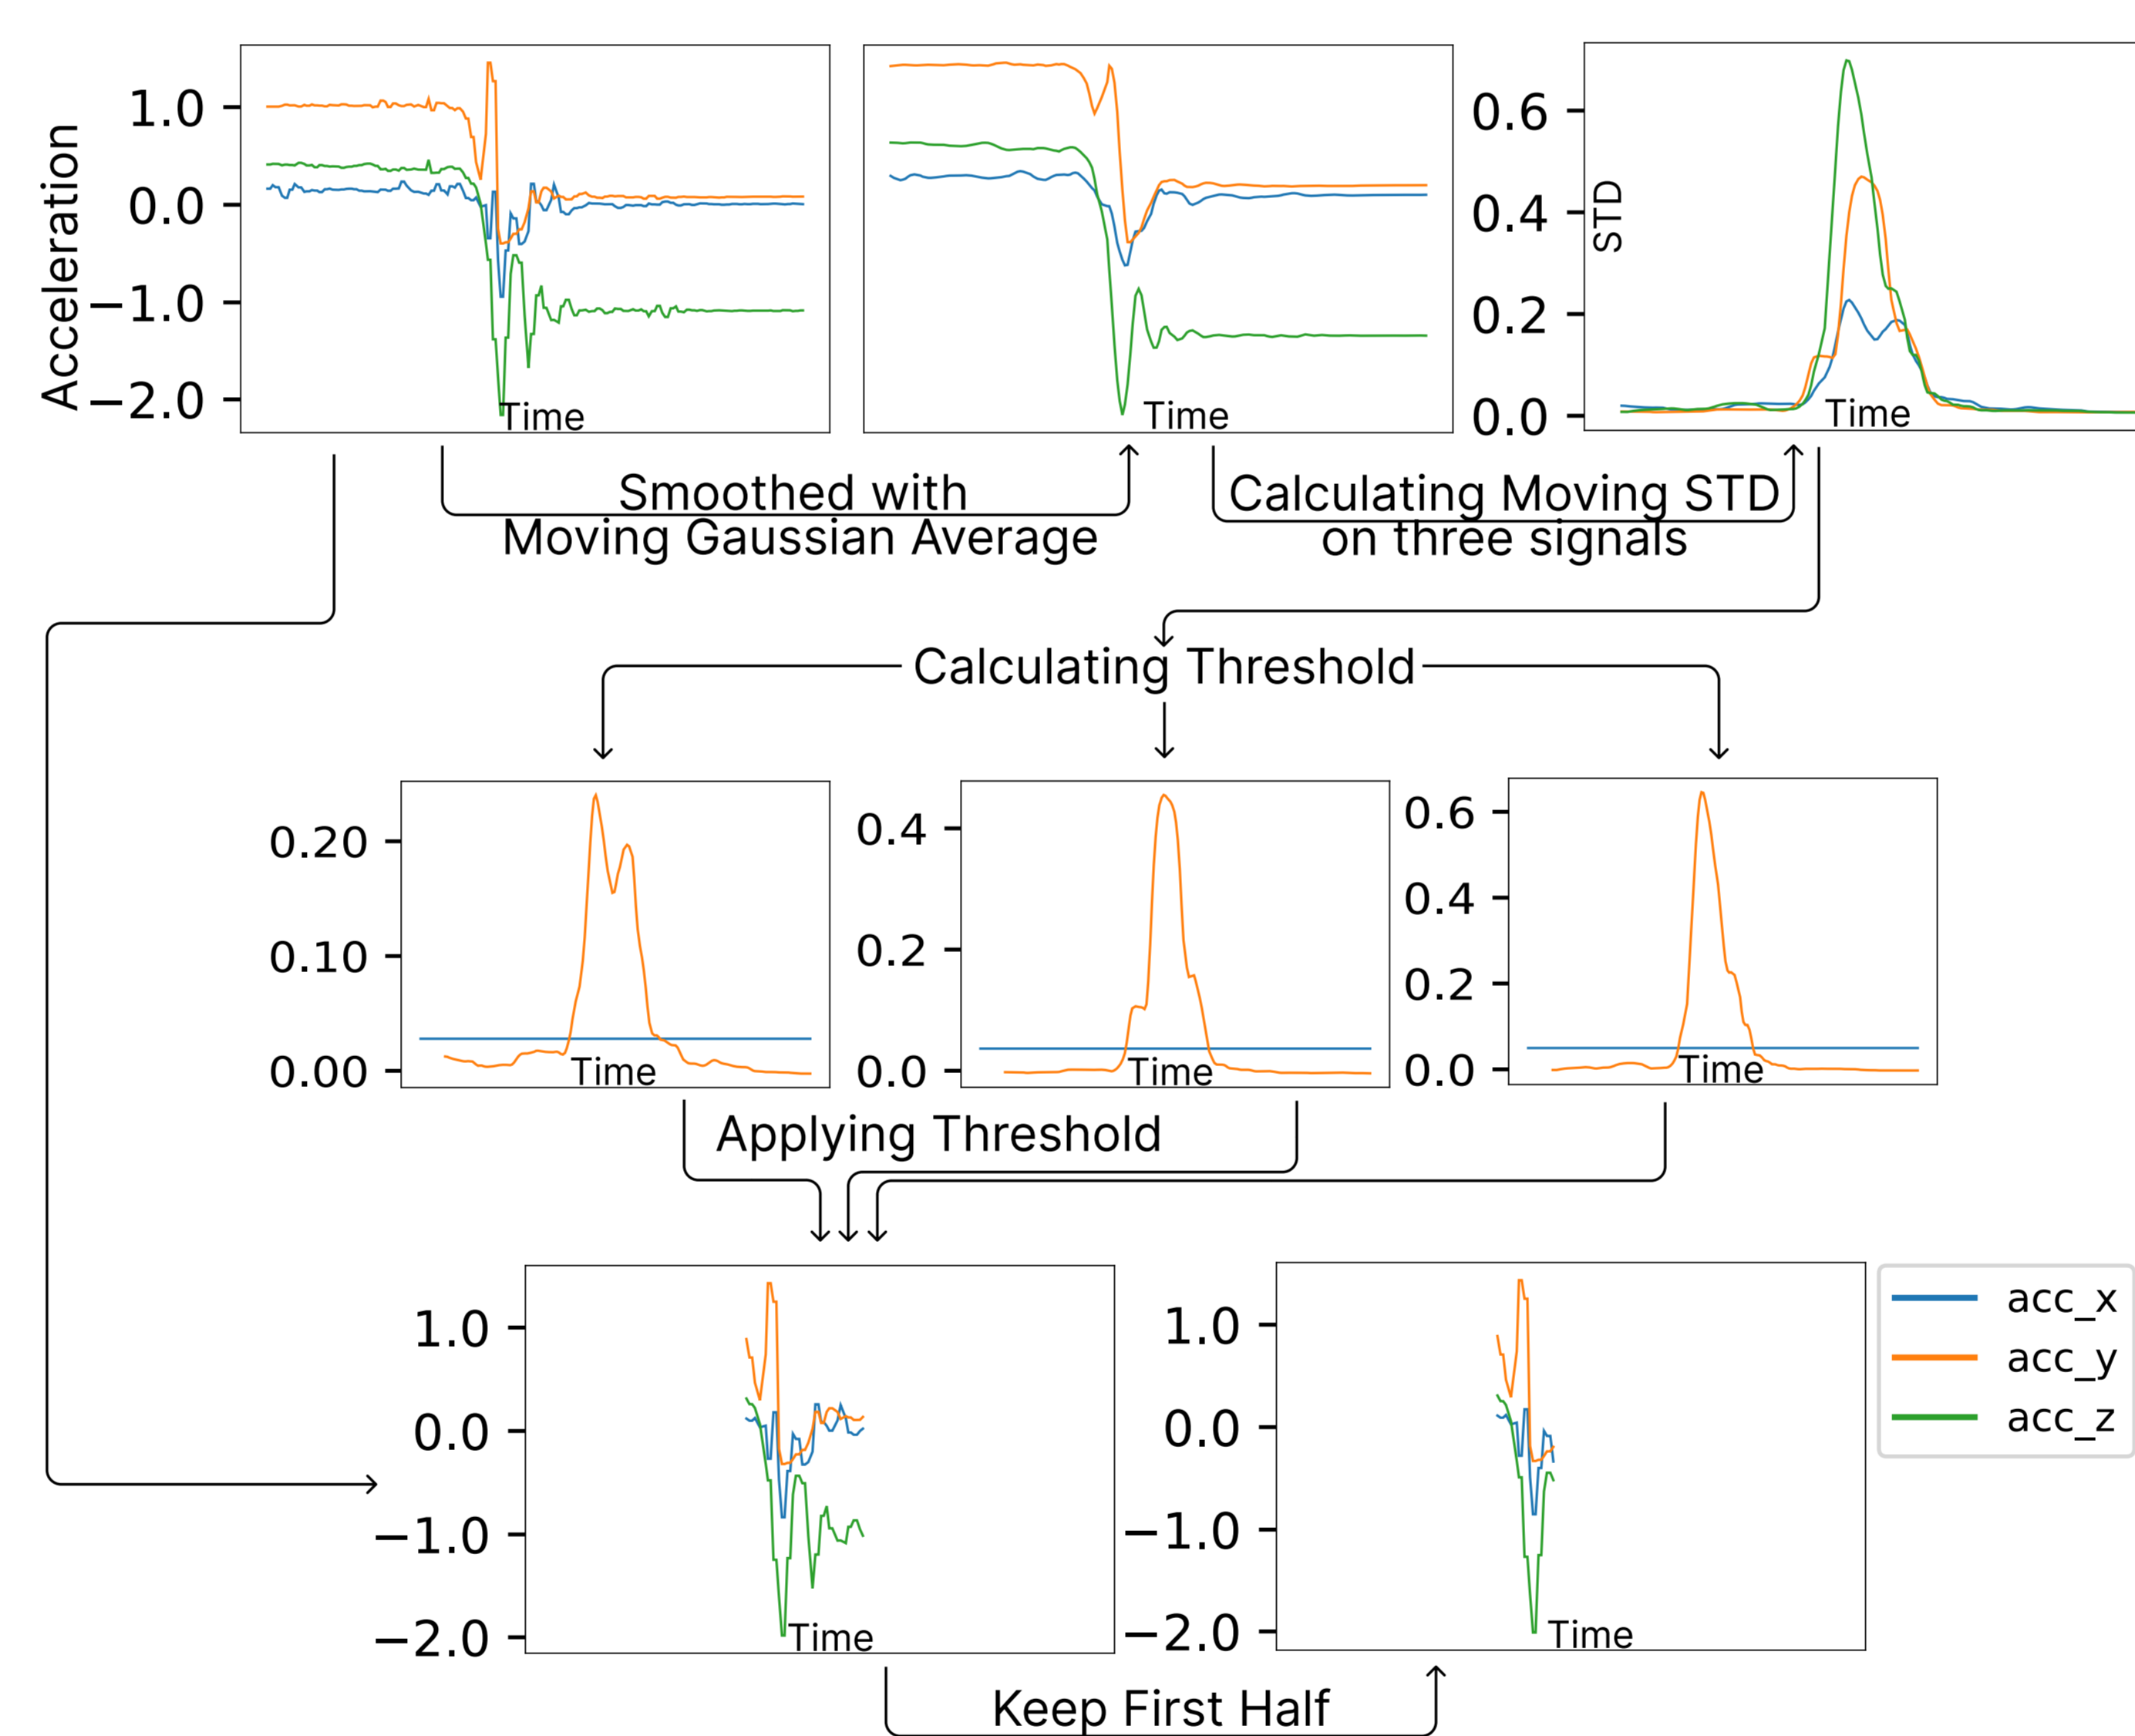 Acceleration
1.0
0.0
−1.0
−2.0
Time
Time
STD
0.6
0.4
0.2
0.0
Time
Smoothed with
Moving Gaussian Average
Calculating Moving STD
on three signals
Calculating Threshold
0.20
0.10
0.00
Time
0.4
0.2
0.0
Time
0.6
0.4
0.2
0.0
Time
Applying Threshold
1.0
0.0
−1.0
−2.0
Time
1.0
0.0
−1.0
−2.0
Time
acc_x
acc_y
acc_z
Keep First Half